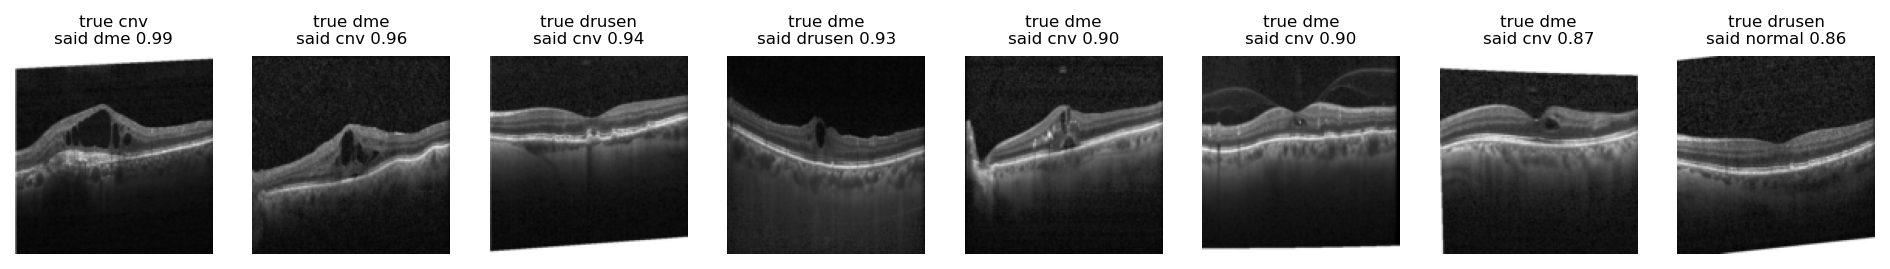 true cnv
said dme 0.99
true dme
said cnv 0.96
true drusen
said cnv 0.94
true dme
said drusen 0.93
true dme
said cnv 0.90
true dme
said cnv 0.90
true dme
said cnv 0.87
true drusen
said normal 0.86